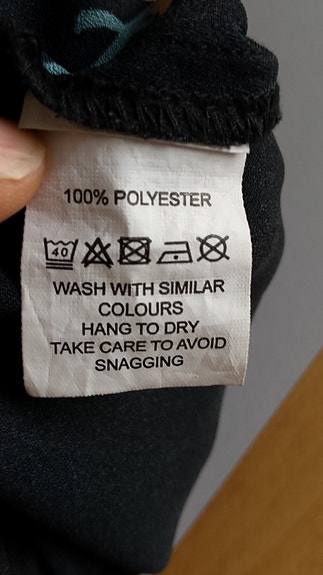 100% POLYESTER
40
WASH WITH SIMILAR
COLOURS
HANG TO DRY
TAKE CARE TO AVOID
SNAGGING